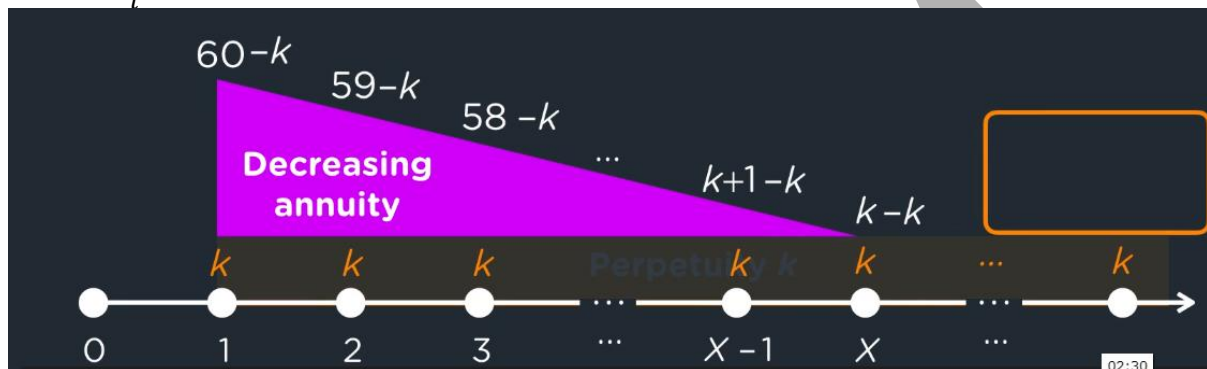 t
60-k
59-k
58 -k
...
k+1-k
k-k
Decreasing
annuity
k k k Perpetuity k k k ... k
... ...
0 1 2 3 ... X-1 X ...
02:30